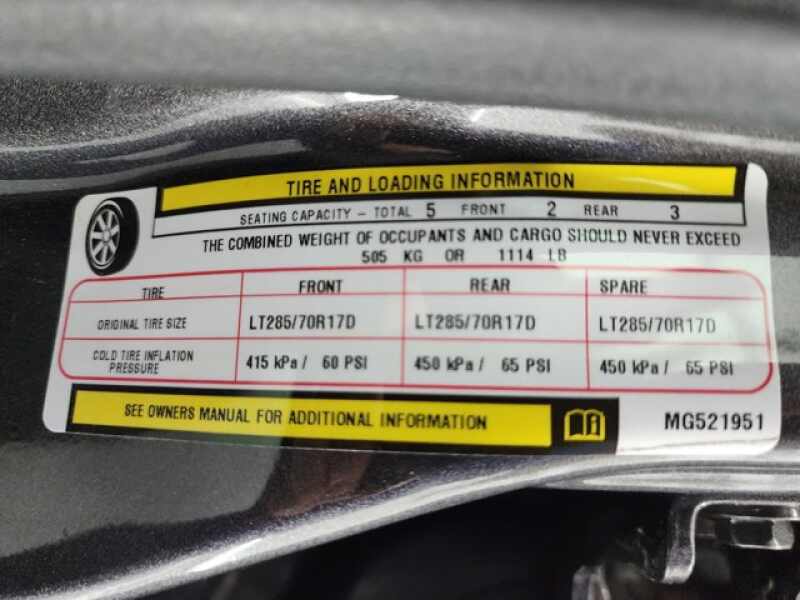 TIRE AND LOADING INFORMATION
SEATING CAPACITY - TOTAL 5 FRONT 2 REAR 3
THE COMBINED WEIGHT OF OCCUPANTS AND CARGO SHOULD NEVER EXCEED
505 KG OR 1114 LB
TIRE FRONT REAR SPARE
ORIGINAL TIRE SIZE LT285/70R17D LT285/70R17D LT285/70R17D
COLD TIRE INFLATION PRESSURE 415 kPa / 60 PSI 450 kPa / 65 PSI 450 kPa / 65 PSI
SEE OWNERS MANUAL FOR ADDITIONAL INFORMATION
MG521951